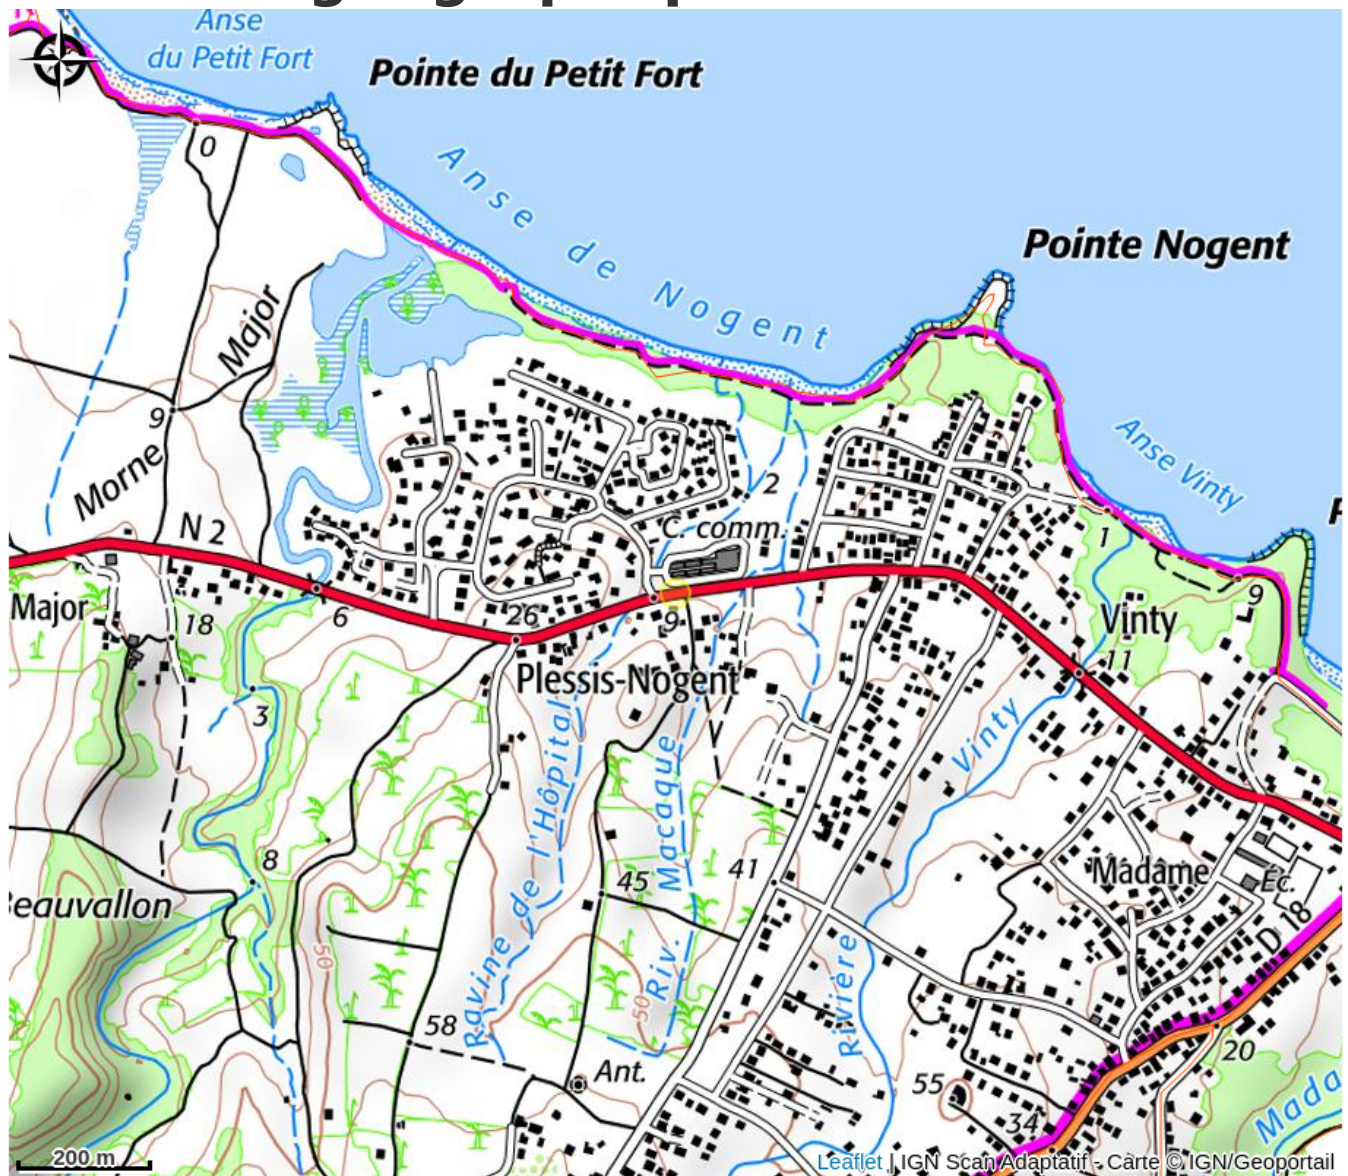 Anse
du Petit Fort
Pointe du Petit Fort
0
Anse de Nogent
Pointe Nogent
Major
9
Morne
N 2
2
C. comm.
Anse Vinty
1
Major
18
6
26
9
Vinty
11
9
Plessis-Nogent
3
Vinty
8
Ravine de l'Hôpital
Riv. Macaque
45
41
Madame
Éc.
eauvallon
50
50
D 18
Rivière
58
20
Ant.
55
34
Mada
200 m
Leaflet | IGN Scan Adaptatif - Carte © IGN/Geoportail